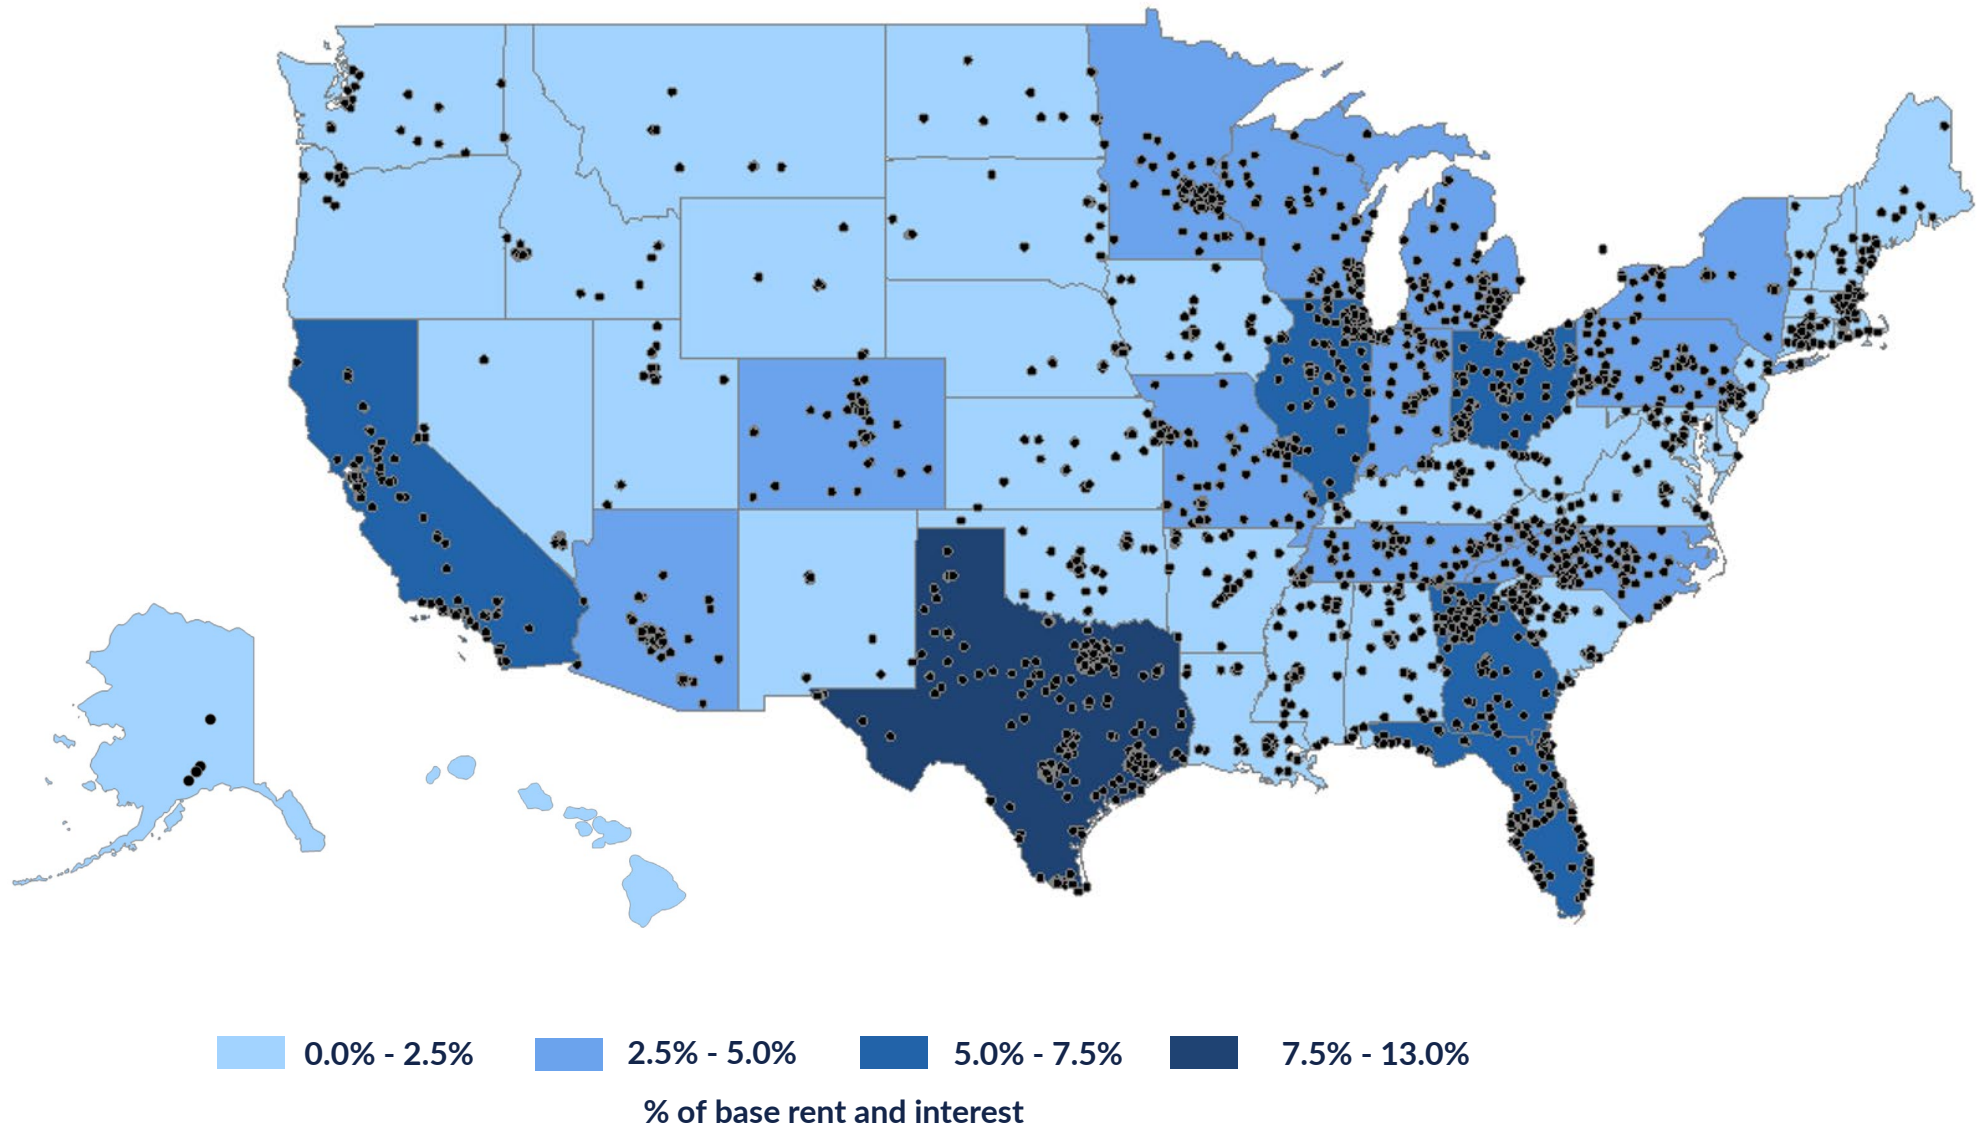 0.0% - 2.5% 2.5% - 5.0% 5.0% - 7.5% 7.5% - 13.0%
% of base rent and interest